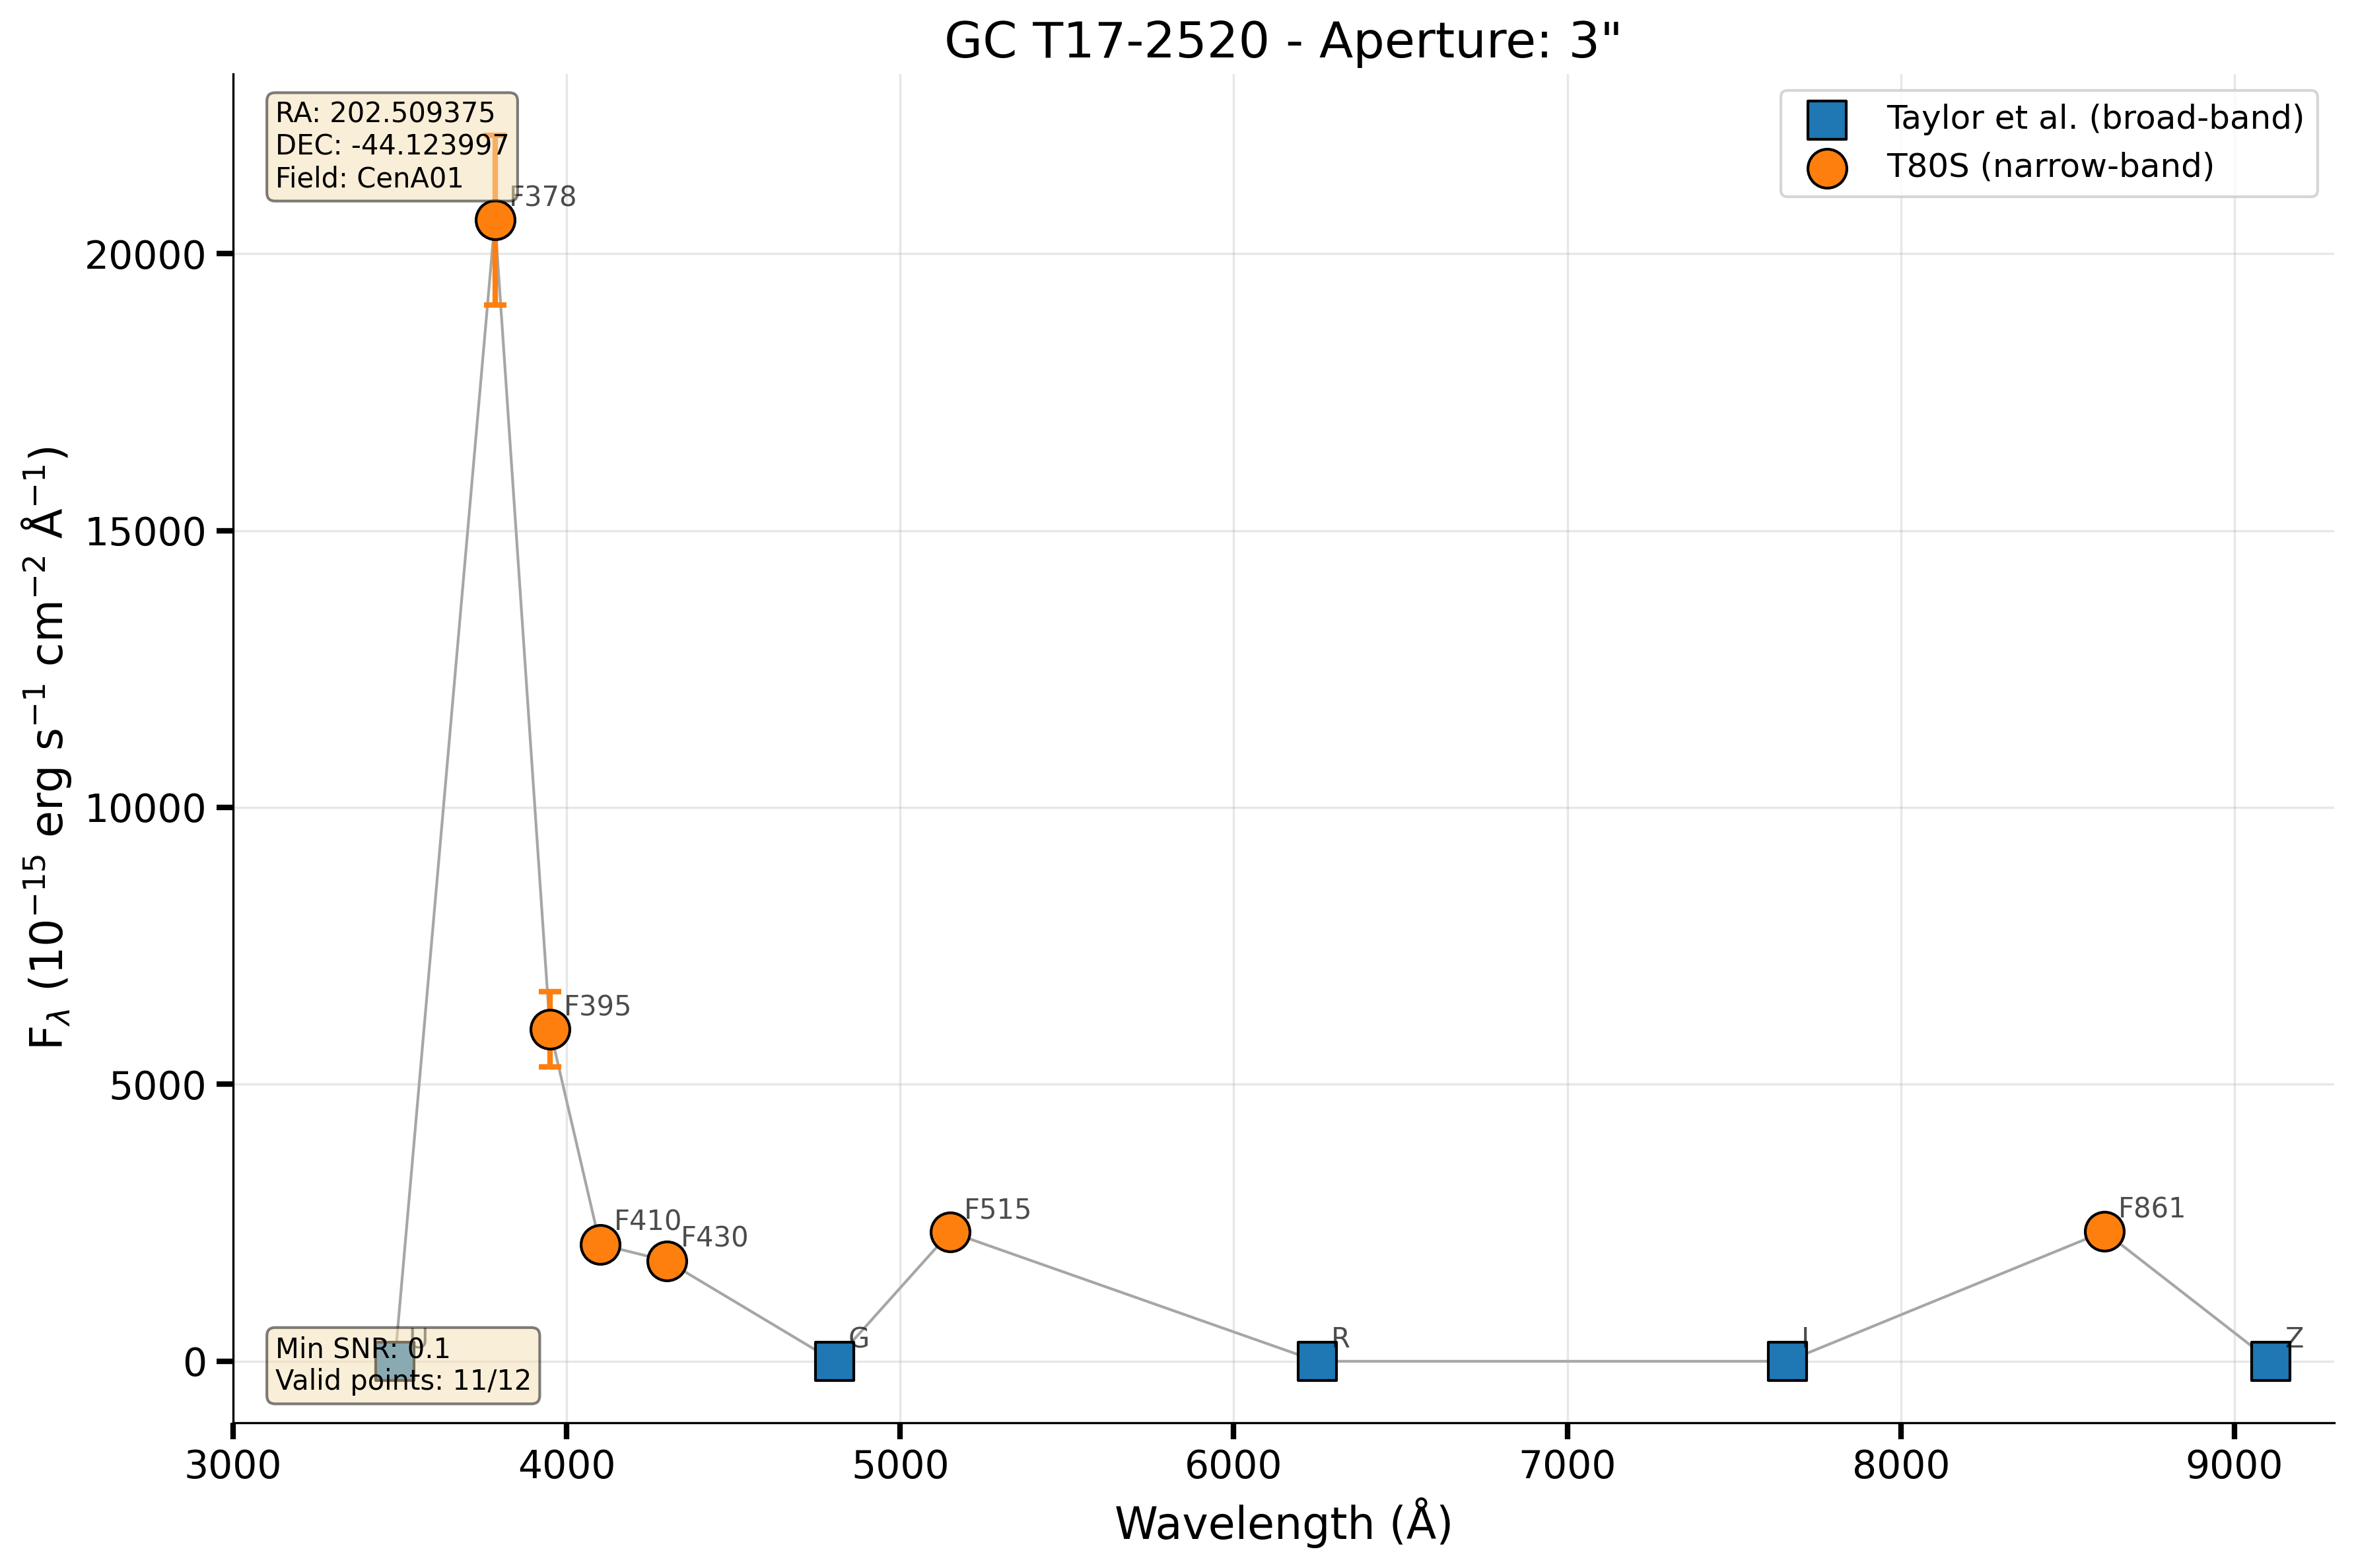 GC T17-2520 - Aperture: 3"
RA: 202.509375
DEC: -44.123997
Field: CenA01
Taylor et al. (broad-band)
T80S (narrow-band)
F378
F395
F410
F430
F515
F861
U
G
R
I
Z
Min SNR: 0.1
Valid points: 11/12
20000
15000
10000
5000
0
3000 4000 5000 6000 7000 8000 9000
Wavelength (Å)
Fλ (10⁻¹⁵ erg s⁻¹ cm⁻² Å⁻¹)